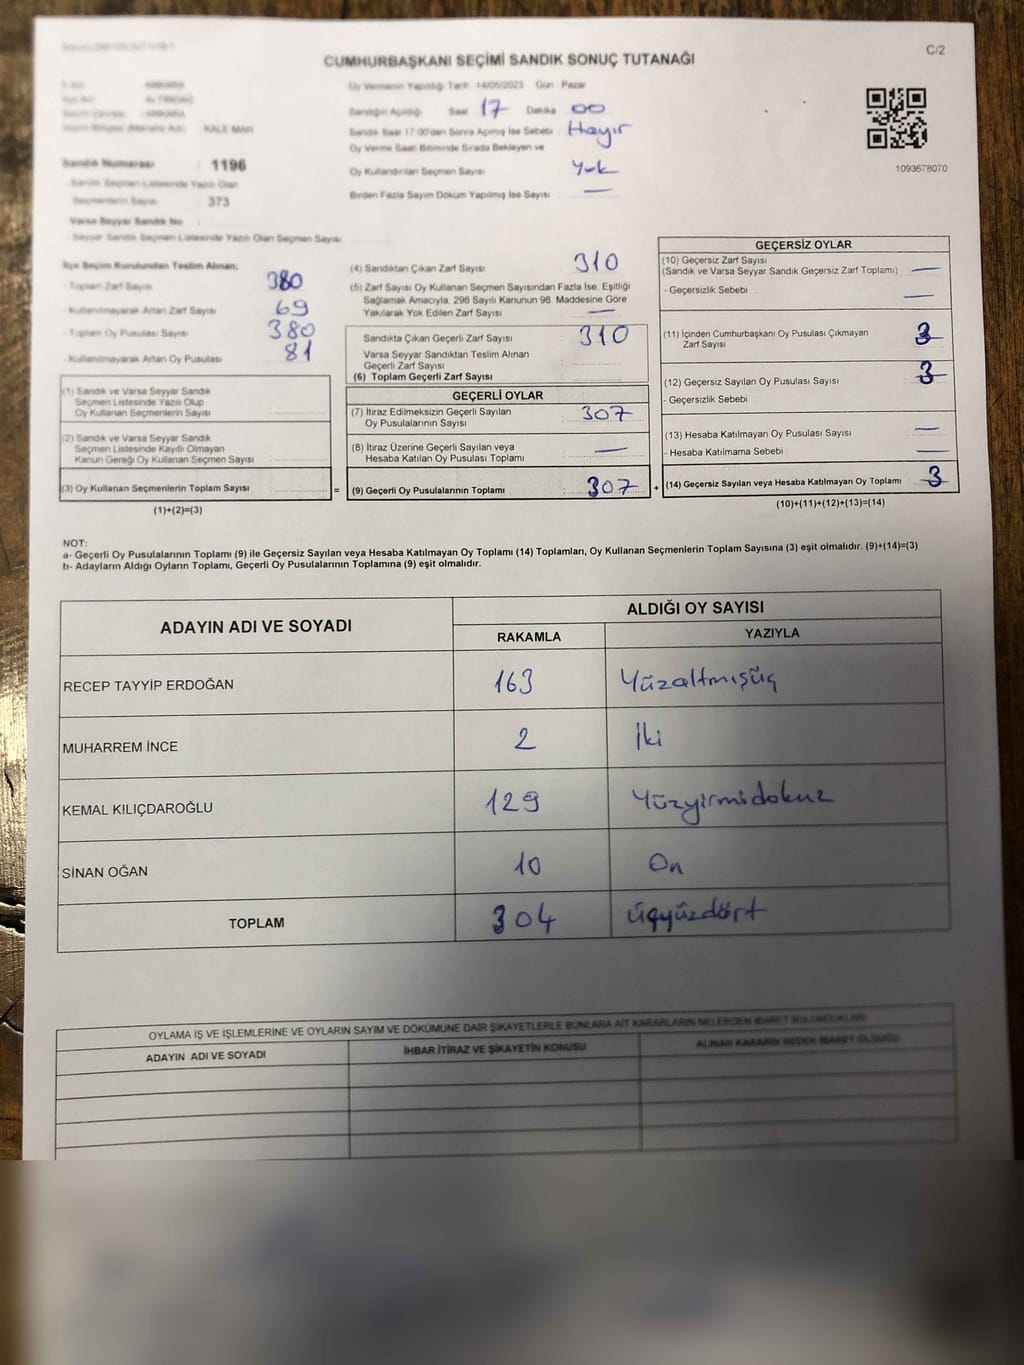 C/2
CUMHURBAŞKANI SEÇİMİ SANDIK SONUÇ TUTANAĞI
Oy Vermenin Yapıldığı Tarih 14/05/2023 Gün Pazar
Sandığın Açıldığı Saat 17 Dakika 00
Sandık Saat 17:00'den Sonra Açılmış İse Sebebi Hayır
Oy Verme Saati Bitiminde Sırada Bekleyen ve
Oy Kullandırılan Seçmen Sayısı Yok
Birden Fazla Sayım Döküm Yapılmış İse Sayısı —
1093678070
KALE MAH
Sandık Numarası : 1196
- Sandık Seçmen Listesinde Yazılı Olan
Seçmenlerin Sayısı : 373
Varsa Seyyar Sandık No :
- Seyyar Sandık Seçmen Listesinde Yazılı Olan Seçmen Sayısı
İlçe Seçim Kurulundan Teslim Alınan;
- Toplam Zarf Sayısı 380
- Kullanılmayarak Artan Zarf Sayısı 69
- Toplam Oy Pusulası Sayısı 380
- Kullanılmayarak Artan Oy Pusulası 81
(1) Sandık ve Varsa Seyyar Sandık
Seçmen Listesinde Yazılı Olup
Oy Kullanan Seçmenlerin Sayısı
(2) Sandık ve Varsa Seyyar Sandık
Seçmen Listesinde Kayıtlı Olmayan
Kanun Gereği Oy Kullanan Seçmen Sayısı
(3) Oy Kullanan Seçmenlerin Toplam Sayısı =
(1)+(2)=(3)
(4) Sandıktan Çıkan Zarf Sayısı 310
(5) Zarf Sayısı Oy Kullanan Seçmen Sayısından Fazla İse, Eşitliği
Sağlamak Amacıyla, 298 Sayılı Kanunun 98. Maddesine Göre
Yakılarak Yok Edilen Zarf Sayısı —
Sandıkta Çıkan Geçerli Zarf Sayısı : 310
Varsa Seyyar Sandıktan Teslim Alınan
Geçerli Zarf Sayısı
(6) Toplam Geçerli Zarf Sayısı
GEÇERLİ OYLAR
(7) İtiraz Edilmeksizin Geçerli Sayılan
Oy Pusulalarının Sayısı : 307
(8) İtiraz Üzerine Geçerli Sayılan veya
Hesaba Katılan Oy Pusulası Toplamı : —
(9) Geçerli Oy Pusulalarının Toplamı : 307 +
GEÇERSİZ OYLAR
(10) Geçersiz Zarf Sayısı
(Sandık ve Varsa Seyyar Sandık Geçersiz Zarf Toplamı) —
- Geçersizlik Sebebi : —
(11) İçinden Cumhurbaşkanı Oy Pusulası Çıkmayan
Zarf Sayısı 3
(12) Geçersiz Sayılan Oy Pusulası Sayısı 3
- Geçersizlik Sebebi :
(13) Hesaba Katılmayan Oy Pusulası Sayısı —
- Hesaba Katılmama Sebebi : —
(14) Geçersiz Sayılan veya Hesaba Katılmayan Oy Toplamı 3
(10)+(11)+(12)+(13)=(14)
NOT:
a- Geçerli Oy Pusulalarının Toplamı (9) ile Geçersiz Sayılan veya Hesaba Katılmayan Oy Toplamı (14) Toplamları, Oy Kullanan Seçmenlerin Toplam Sayısına (3) eşit olmalıdır. (9)+(14)=(3)
b- Adayların Aldığı Oyların Toplamı, Geçerli Oy Pusulalarının Toplamına (9) eşit olmalıdır.
ADAYIN ADI VE SOYADI
ALDIĞI OY SAYISI
RAKAMLA YAZIYLA
RECEP TAYYİP ERDOĞAN 163 Yüzaltmışüç
MUHARREM İNCE 2 İki
KEMAL KILIÇDAROĞLU 129 Yüzyirmidokuz
SİNAN OĞAN 10 On
TOPLAM 304 üçyüzdört
OYLAMA İŞ VE İŞLEMLERİNE VE OYLARIN SAYIM VE DÖKÜMÜNE DAİR ŞİKAYETLERLE BUNLARA AİT KARARLARIN NELERDEN İBARET BULUNDUKLARI
ADAYIN ADI VE SOYADI İHBAR İTİRAZ VE ŞİKAYETİN KONUSU ALINAN KARARIN NEDEN İBARET OLDUĞU